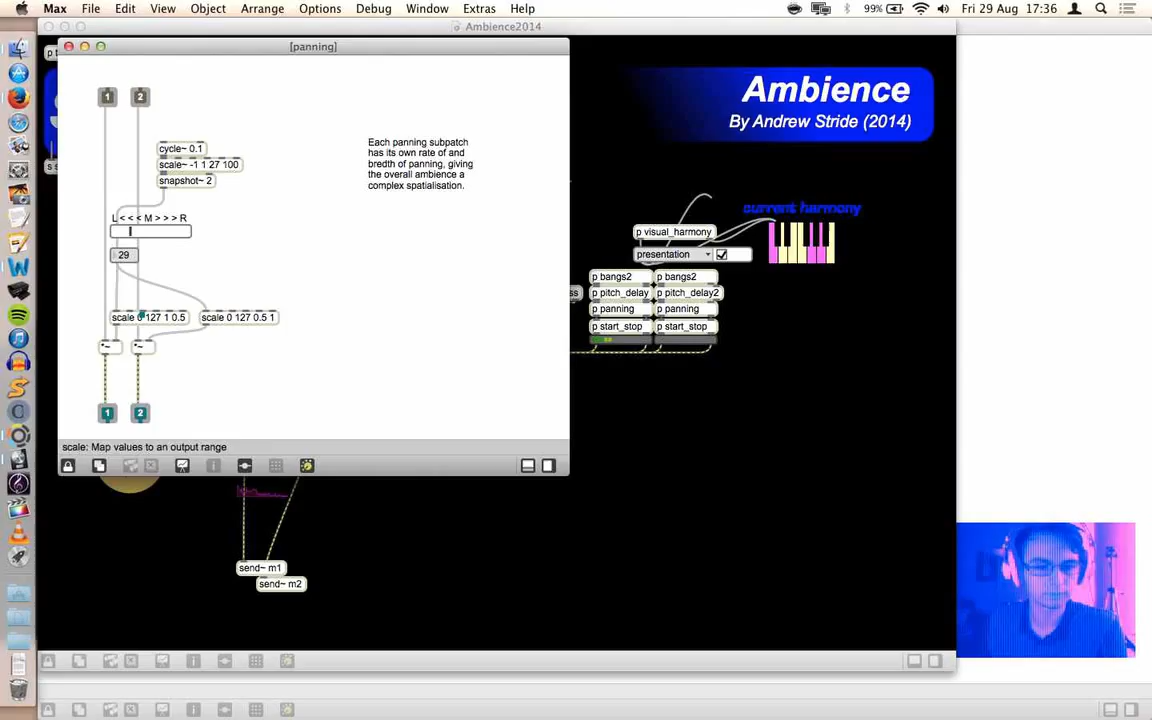 Max File Edit View Object Arrange Options Debug Window Extras Help
99% Fri 29 Aug 17:36
Ambience2014
[panning]
Ambience
By Andrew Stride (2014)
1 2
Each panning subpatch
has its own rate of and
bredth of panning, giving
the overall ambience a
complex spatialisation.
cycle~ 0.1
scale~ -1 1 27 100
snapshot~ 2
L < < < M > > > R
29
scale 0 127 1 0.5
scale 0 127 0.5 1
*~ *~
1 2
scale: Map values to an output range
current harmony
p visual_harmony
presentation
p bangs2 p bangs2
p pitch_delay p pitch_delay2
p panning p panning
p start_stop p start_stop
send~ m1
send~ m2